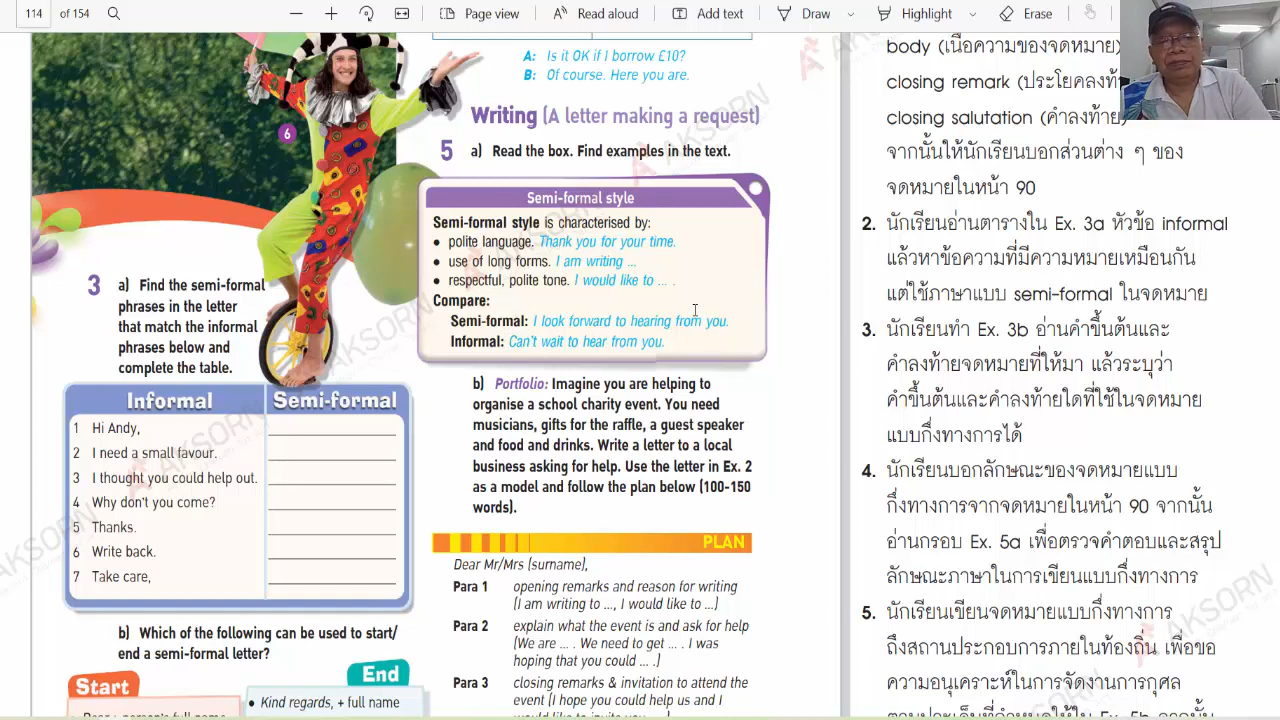 114 of 154
Page view
Read aloud
Add text
Draw
Highlight
Erase
A: Is it OK if I borrow £10?
B: Of course. Here you are.
Writing (A letter making a request)
5 a) Read the box. Find examples in the text.
Semi-formal style
Semi-formal style is characterised by:
• polite language. Thank you for your time.
• use of long forms. I am writing ...
• respectful, polite tone. I would like to ... .
Compare:
Semi-formal: I look forward to hearing from you.
Informal: Can't wait to hear from you.
b) Portfolio: Imagine you are helping to
organise a school charity event. You need
musicians, gifts for the raffle, a guest speaker
and food and drinks. Write a letter to a local
business asking for help. Use the letter in Ex. 2
as a model and follow the plan below (100-150
words).
PLAN
Dear Mr/Mrs (surname),
Para 1 opening remarks and reason for writing
(I am writing to ..., I would like to ...)
Para 2 explain what the event is and ask for help
(We are ... . We need to get ... . I was
hoping that you could ... .)
Para 3 closing remarks & invitation to attend the
event (I hope you could help us and I
would like to invite you
6
3 a) Find the semi-formal
phrases in the letter
that match the informal
phrases below and
complete the table.
Informal Semi-formal
1 Hi Andy,
2 I need a small favour.
3 I thought you could help out.
4 Why don't you come?
5 Thanks.
6 Write back.
7 Take care,
b) Which of the following can be used to start/
end a semi-formal letter?
Start
End
• Kind regards, + full name
body (เนื้อความของจดหมาย)
closing remark (ประโยคลงท้า
closing salutation (คำลงท้าย)
จากนั้นให้นักเรียนบอกส่วนต่าง ๆ ของ
จดหมายในหน้า 90
2. นักเรียนอ่านตารางใน Ex. 3a หัวข้อ informal
แล้วหาข้อความที่มีความหมายเหมือนกัน
แต่ใช้ภาษาแบบ semi-formal ในจดหมาย
3. นักเรียนทำ Ex. 3b อ่านคำขึ้นต้นและ
คำลงท้ายจดหมายที่ให้มา แล้วระบุว่า
คำขึ้นต้นและคำลงท้ายใดที่ใช้ในจดหมาย
แบบกึ่งทางการได้
4. นักเรียนบอกลักษณะของจดหมายแบบ
กึ่งทางการจากจดหมายในหน้า 90 จากนั้น
อ่านกรอบ Ex. 5a เพื่อตรวจคำตอบและสรุป
ลักษณะภาษาในการเขียนแบบกึ่งทางการ
5. นักเรียนเขียนจดหมายแบบกึ่งทางการ
ถึงสถานประกอบการภายในท้องถิ่น เพื่อขอ
ความอนุเคราะห์ในการจัดงานการกุศล
AKSORN